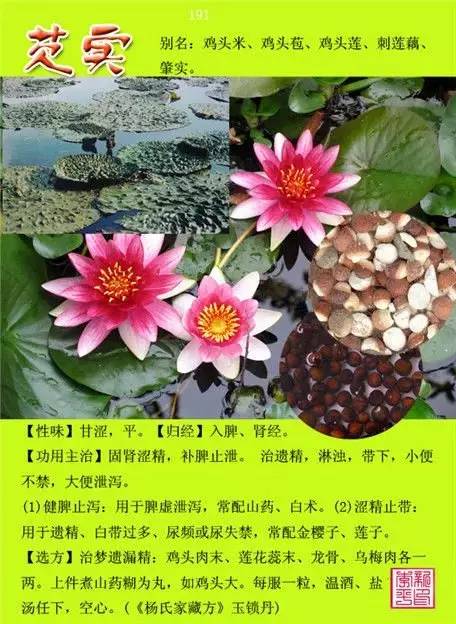 191
芡实
别名：鸡头米、鸡头苞、鸡头莲、刺莲藕、
肇实。
【性味】甘涩，平。【归经】入脾、肾经。
【功用主治】固肾涩精，补脾止泄。 治遗精，淋浊，带下，小便
不禁，大便泄泻。
(1)健脾止泻：用于脾虚泄泻，常配山药、白术。(2)涩精止带：
用于遗精、白带过多、尿频或尿失禁，常配金樱子、莲子。
【选方】治梦遗漏精：鸡头肉末、莲花蕊末、龙骨、乌梅肉各一
两。上件煮山药糊为丸，如鸡头大。每服一粒，温酒、盐
汤任下，空心。(《杨氏家藏方》玉锁丹)